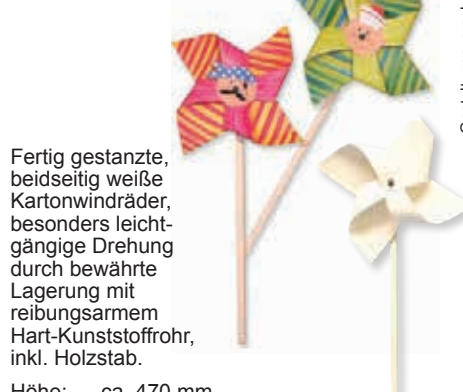 Fertig gestanzte,
beidseitig weiße
Kartonwindräder,
besonders leicht-
gängige Drehung
durch bewährte
Lagerung mit
reibungsarmem
Hart-Kunststoffrohr,
inkl. Holzstab.
Höhe: ca. 470 mm